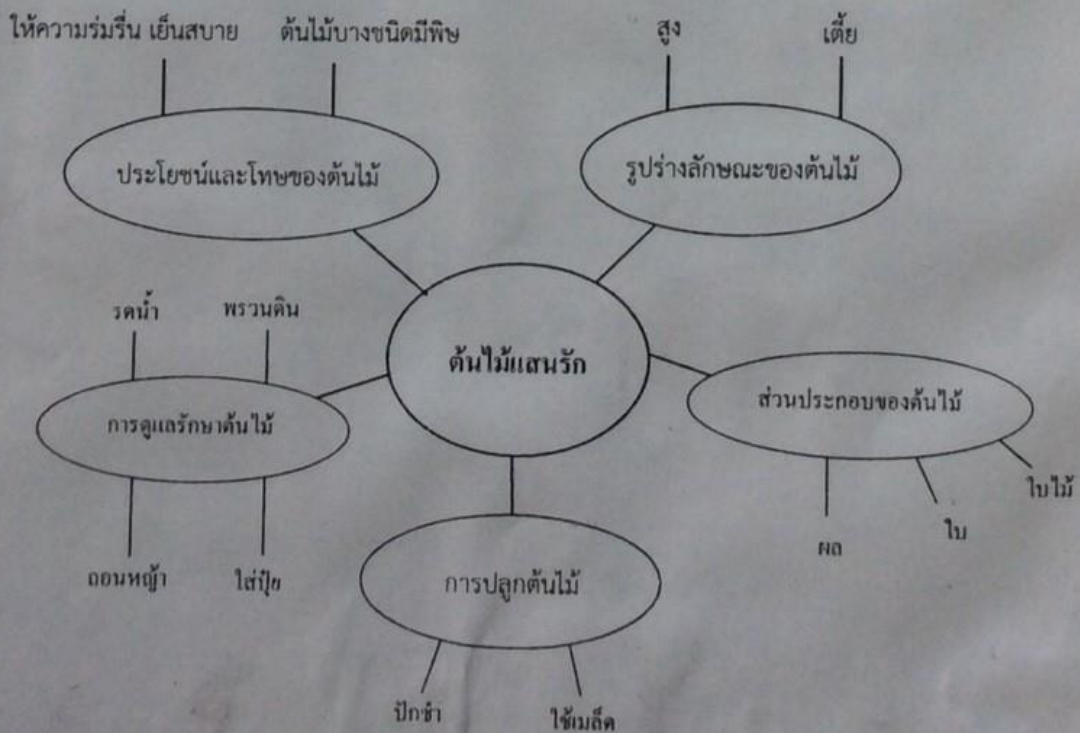 ให้ความร่มรื่น เย็นสบาย
ต้นไม้บางชนิดมีพิษ
สูง
เตี้ย
ประโยชน์และโทษของต้นไม้
รูปร่างลักษณะของต้นไม้
รดน้ำ
พรวนดิน
ต้นไม้แสนรัก
ส่วนประกอบของต้นไม้
การดูแลรักษาต้นไม้
ใบไม้
ใบ
ผล
ถอนหญ้า
ใส่ปุ๋ย
การปลูกต้นไม้
ปักชำ
ใช้เมล็ด